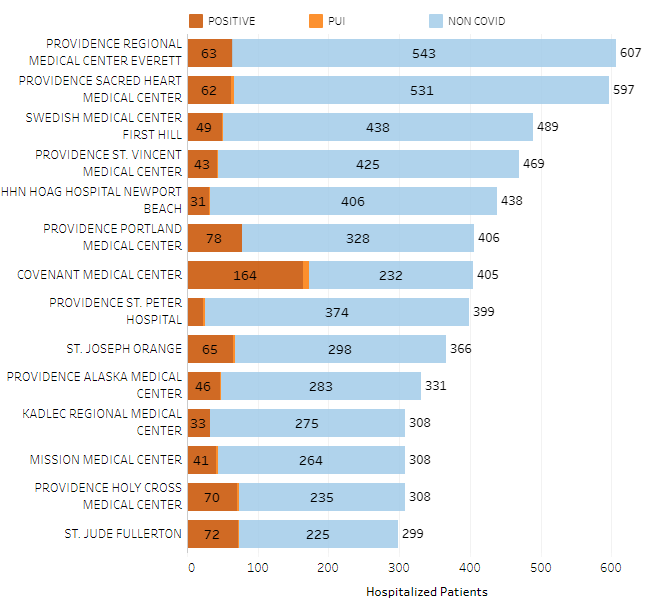 POSITIVE PUI NON COVID
PROVIDENCE REGIONAL
MEDICAL CENTER EVERETT
63 543 607
PROVIDENCE SACRED HEART
MEDICAL CENTER
62 531 597
SWEDISH MEDICAL CENTER
FIRST HILL
49 438 489
PROVIDENCE ST. VINCENT
MEDICAL CENTER
43 425 469
HHN HOAG HOSPITAL NEWPORT
BEACH
31 406 438
PROVIDENCE PORTLAND
MEDICAL CENTER
78 328 406
COVENANT MEDICAL CENTER 164 232 405
PROVIDENCE ST. PETER
HOSPITAL
374 399
ST. JOSEPH ORANGE 65 298 366
PROVIDENCE ALASKA MEDICAL
CENTER
46 283 331
KADLEC REGIONAL MEDICAL
CENTER
33 275 308
MISSION MEDICAL CENTER 41 264 308
PROVIDENCE HOLY CROSS
MEDICAL CENTER
70 235 308
ST. JUDE FULLERTON 72 225 299
0 100 200 300 400 500 600
Hospitalized Patients